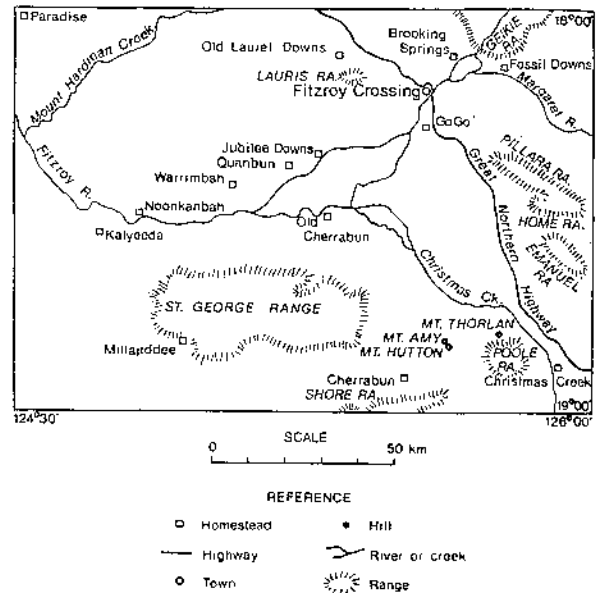 Paradise
18°00'
Brooking
Springs
GEIKIE
RA.
Old Laurel Downs
Fossil Downs
Mount Hardman Creek
LAURIS RA.
Fitzroy Crossing
Margaret R.
Go Go
Fitzroy R.
Jubilee Downs
Quanbun
Great
PILLARA RA.
Warrimbah
Noonkanbah
Northern
HOME RA.
Old
Cherrabun
EMANUEL
RA
Kalyeeda
Christmas Ck.
Highway
ST. GEORGE RANGE
MT. THORLAN
MT. AMY
MT. HUTTON
POOLE
RA.
Millangdee
Cherrabun
Christmas Creek
SHORE RA.
19°00'
124°30'
126°00'
SCALE
0 50 km
REFERENCE
Homestead
Hill
Highway
River or creek
Town
Range